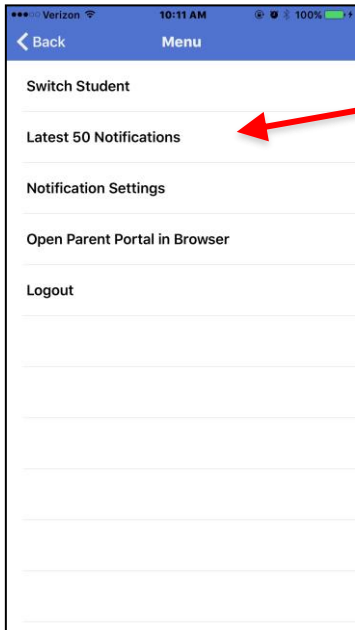 Verizon 10:11 AM 100%
Back Menu
Switch Student
Latest 50 Notifications
Notification Settings
Open Parent Portal in Browser
Logout